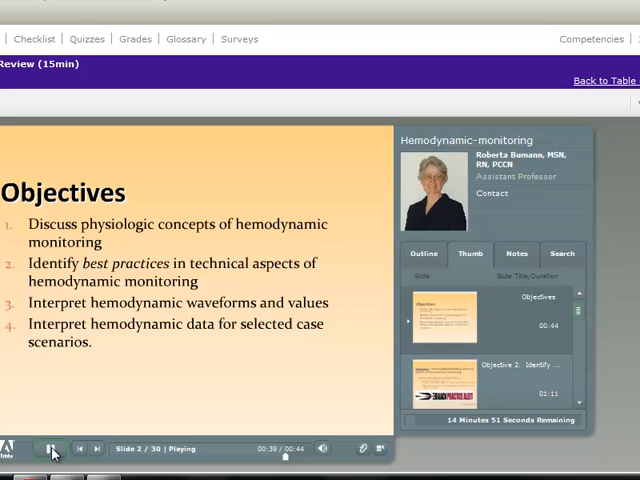 Checklist
Quizzes
Grades
Glossary
Surveys
Competencies
Review (15min)
Back to Table
Hemodynamic-monitoring
Roberta Bumann, MSN,
RN, PCCN
Assistant Professor
Contact
Objectives
1. Discuss physiologic concepts of hemodynamic
monitoring
2. Identify best practices in technical aspects of
hemodynamic monitoring
3. Interpret hemodynamic waveforms and values
4. Interpret hemodynamic data for selected case
scenarios.
Outline
Thumb
Notes
Search
Slide
Slide Title/Duration
Objectives
Objectives
00:44
Objective 2. Identify ...
PRACTICE ALERT
01:11
14 Minutes 51 Seconds Remaining
Adobe
Slide 2 / 30 | Playing
00:39 / 00:44